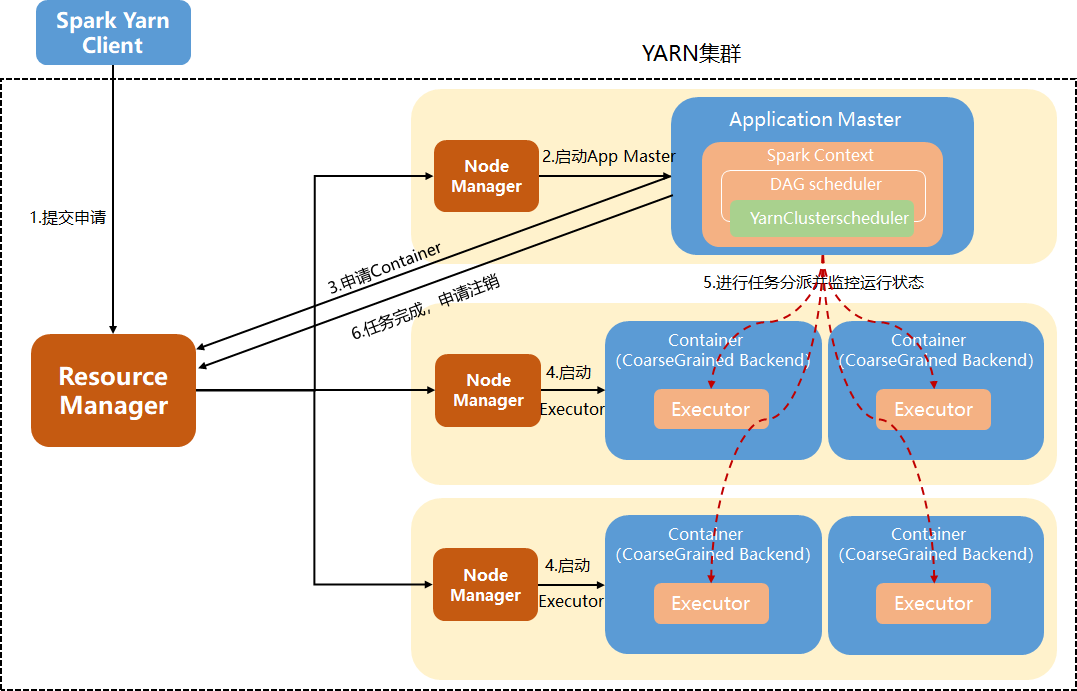 Spark Yarn
Client
YARN集群
Application Master
Spark Context
DAG scheduler
YarnClusterscheduler
Node
Manager
2.启动App Master
1.提交申请
3.申请Container
6.任务完成，申请注销
5.进行任务分派并监控运行状态
Resource
Manager
Node
Manager
4.启动
Executor
Container
(CoarseGrained Backend)
Executor
Container
(CoarseGrained Backend)
Executor
Node
Manager
4.启动
Executor
Container
(CoarseGrained Backend)
Executor
Container
(CoarseGrained Backend)
Executor